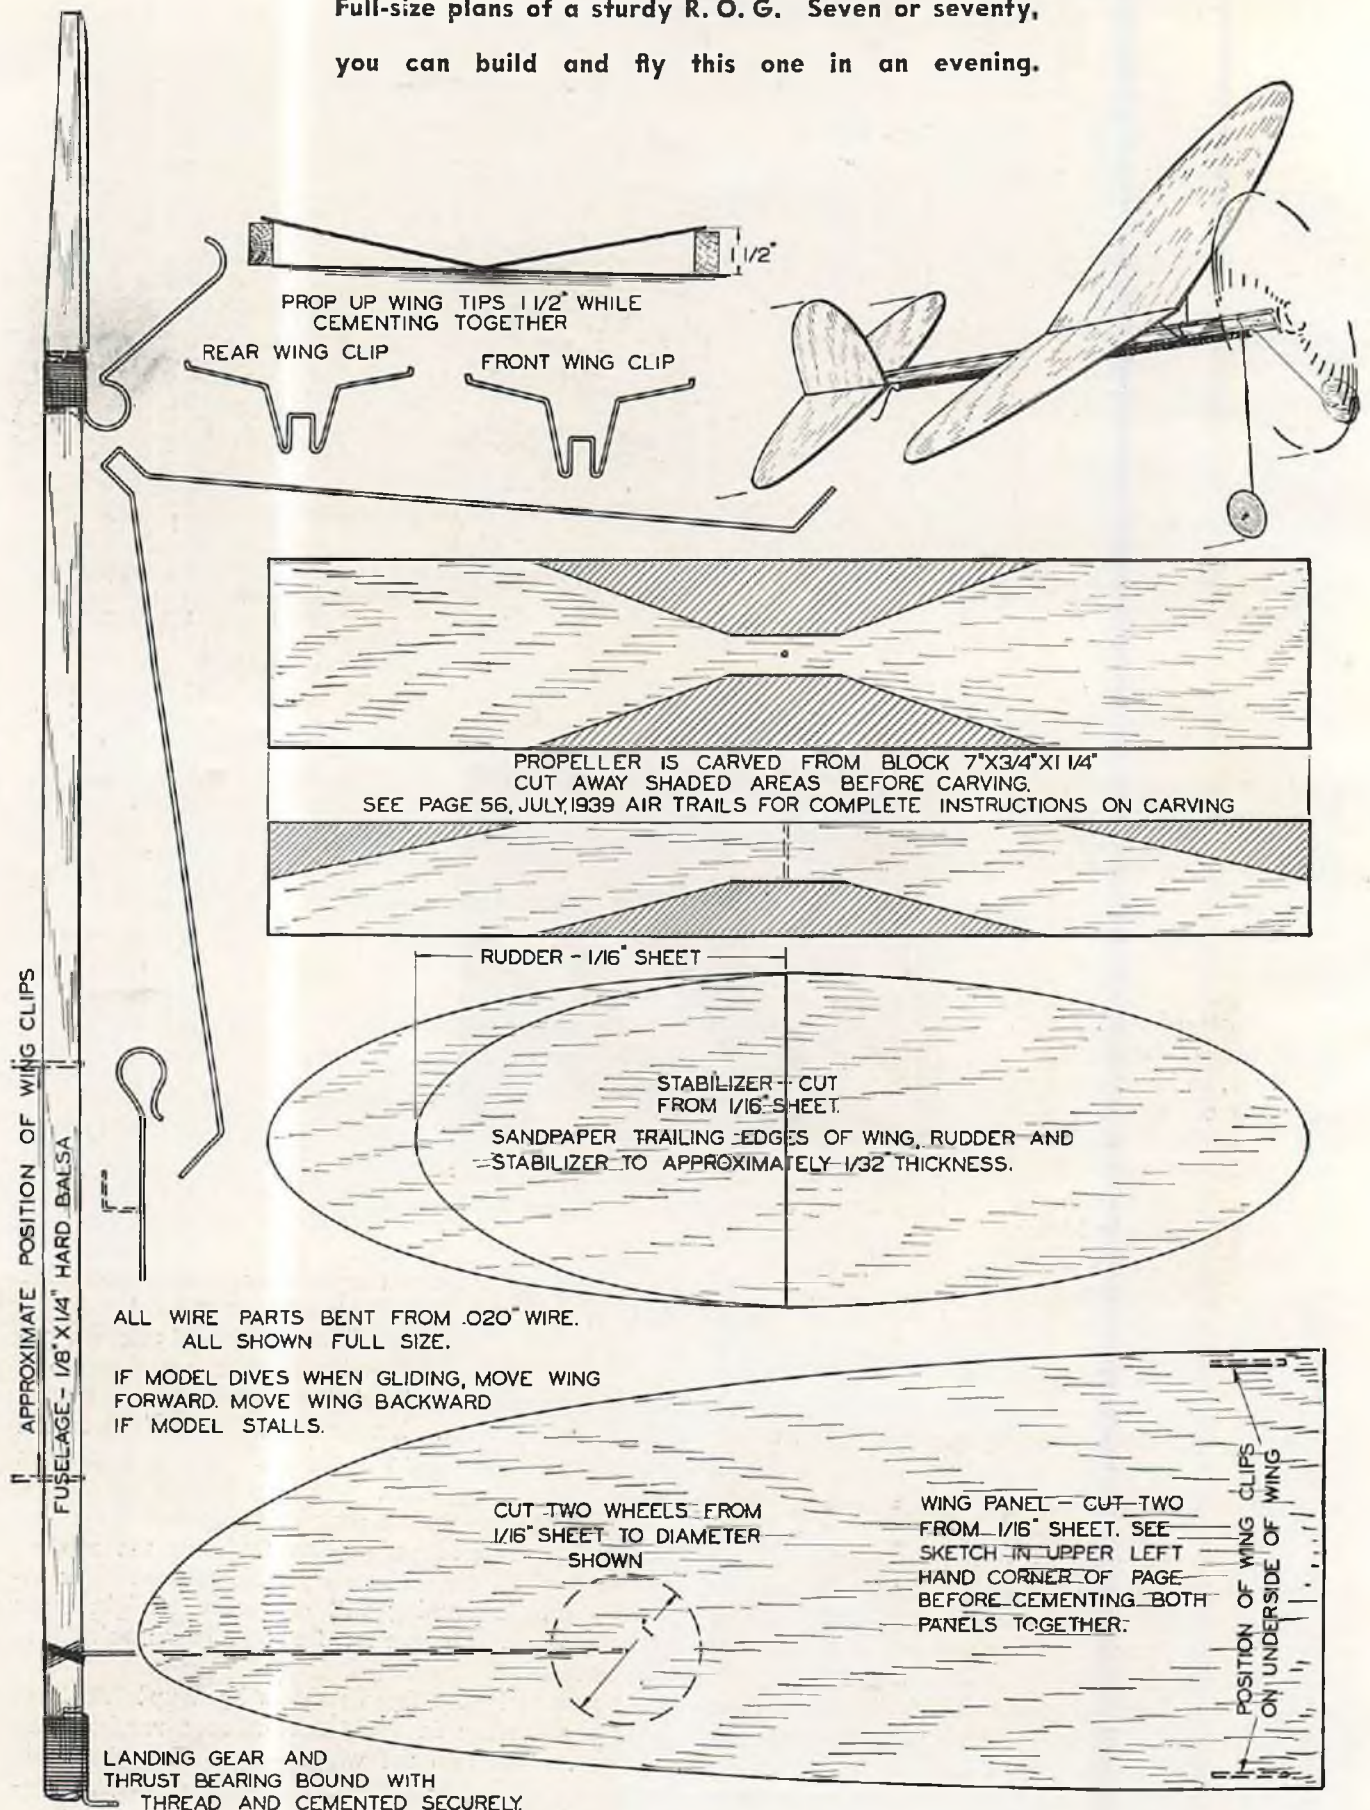 Full-size plans of a sturdy R. O. G. Seven or seventy,
you can build and fly this one in an evening.
1 1/2"
PROP UP WING TIPS 1 1/2" WHILE
CEMENTING TOGETHER
REAR WING CLIP
FRONT WING CLIP
PROPELLER IS CARVED FROM BLOCK 7"X3/4"X1 1/4"
CUT AWAY SHADED AREAS BEFORE CARVING.
SEE PAGE 56, JULY, 1939 AIR TRAILS FOR COMPLETE INSTRUCTIONS ON CARVING
RUDDER - 1/16" SHEET
STABILIZER - CUT
FROM 1/16" SHEET.
SANDPAPER TRAILING EDGES OF WING, RUDDER AND
STABILIZER TO APPROXIMATELY 1/32" THICKNESS.
APPROXIMATE POSITION OF WING CLIPS
FUSELAGE - 1/8" X 1/4" HARD BALSA
ALL WIRE PARTS BENT FROM .020" WIRE.
ALL SHOWN FULL SIZE.
IF MODEL DIVES WHEN GLIDING, MOVE WING
FORWARD. MOVE WING BACKWARD
IF MODEL STALLS.
CUT TWO WHEELS FROM
1/16" SHEET TO DIAMETER
SHOWN
1"
WING PANEL - CUT TWO
FROM 1/16" SHEET. SEE
SKETCH IN UPPER LEFT
HAND CORNER OF PAGE
BEFORE CEMENTING BOTH
PANELS TOGETHER.
POSITION OF WING CLIPS
ON UNDERSIDE OF WING
LANDING GEAR AND
THRUST BEARING BOUND WITH
THREAD AND CEMENTED SECURELY.